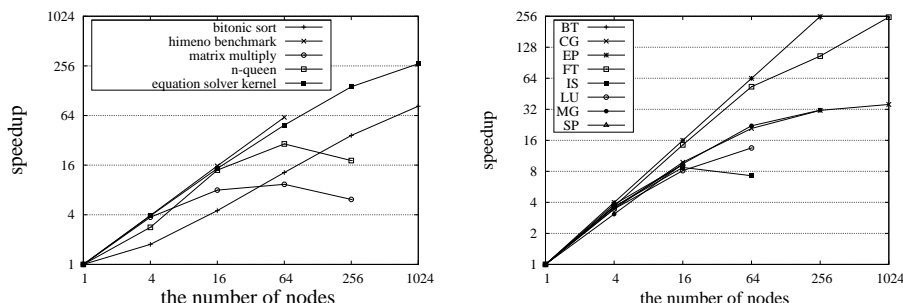 1024
256
64
16
4
1
speedup
bitonic sort
himeno benchmark
matrix multiply
n-queen
equation solver kernel
1 4 16 64 256 1024
the number of nodes
256
128
64
32
16
8
4
2
1
speedup
BT
CG
EP
FT
IS
LU
MG
SP
1 4 16 64 256 1024
the number of nodes